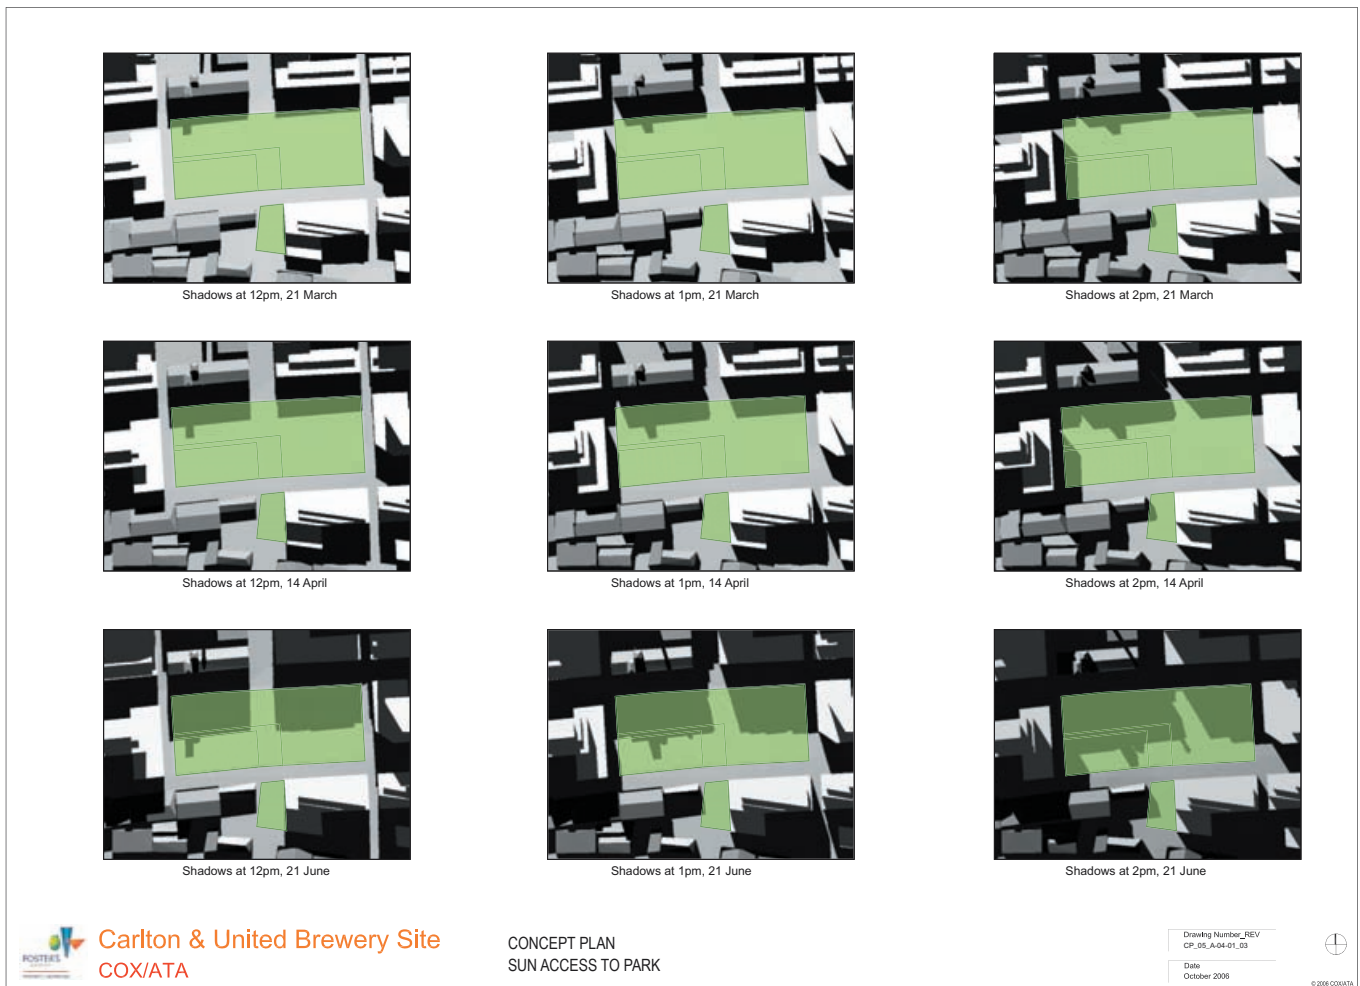 Shadows at 12pm, 21 March
Shadows at 1pm, 21 March
Shadows at 2pm, 21 March
Shadows at 12pm, 14 April
Shadows at 1pm, 14 April
Shadows at 2pm, 14 April
Shadows at 12pm, 21 June
Shadows at 1pm, 21 June
Shadows at 2pm, 21 June
FOSTER'S
Carlton & United Brewery Site
COX/ATA
CONCEPT PLAN
SUN ACCESS TO PARK
Drawing Number_REV
CP_05_A-04-01_03
Date
October 2006
© 2006 COX/ATA